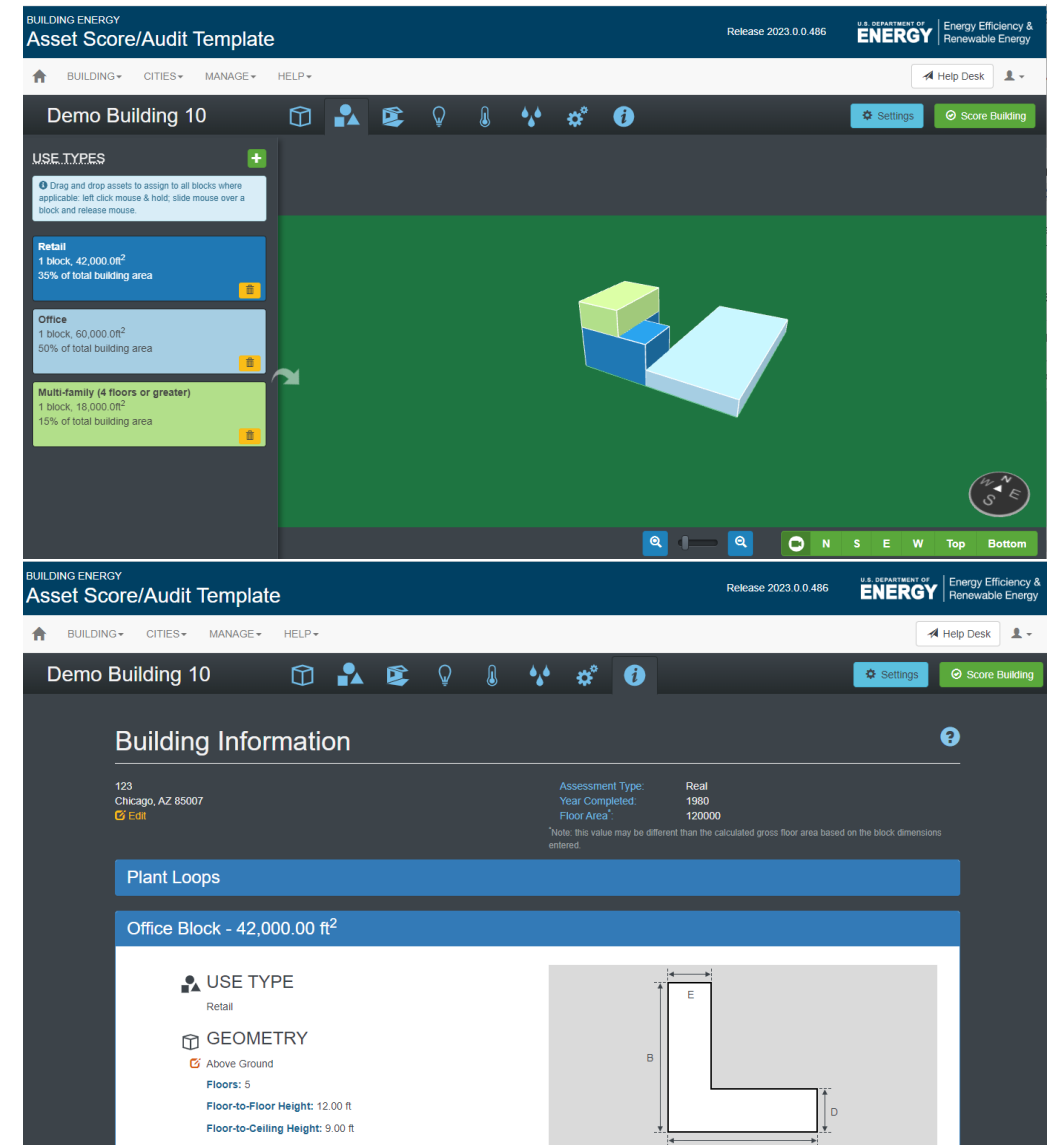 BUILDING ENERGY
Asset Score/Audit Template
Release 2023.0.0.486
U.S. DEPARTMENT OF
ENERGY
Energy Efficiency &
Renewable Energy
BUILDING
CITIES
MANAGE
HELP
Help Desk
Demo Building 10
Settings
Score Building
USE TYPES
Drag and drop assets to assign to all blocks where
applicable: left click mouse & hold; slide mouse over a
block and release mouse.
Retail
1 block, 42,000.0ft2
35% of total building area
Office
1 block, 60,000.0ft2
50% of total building area
Multi-family (4 floors or greater)
1 block, 18,000.0ft2
15% of total building area
W N
S E
N S E W Top Bottom
BUILDING ENERGY
Asset Score/Audit Template
Release 2023.0.0.486
U.S. DEPARTMENT OF
ENERGY
Energy Efficiency &
Renewable Energy
BUILDING
CITIES
MANAGE
HELP
Help Desk
Demo Building 10
Settings
Score Building
Building Information
123
Chicago, AZ 85007
Edit
Assessment Type: Real
Year Completed: 1980
Floor Area*: 120000
*Note: this value may be different than the calculated gross floor area based on the block dimensions
entered.
Plant Loops
Office Block - 42,000.00 ft2
USE TYPE
Retail
GEOMETRY
Above Ground
Floors: 5
Floor-to-Floor Height: 12.00 ft
Floor-to-Ceiling Height: 9.00 ft
E
B
D